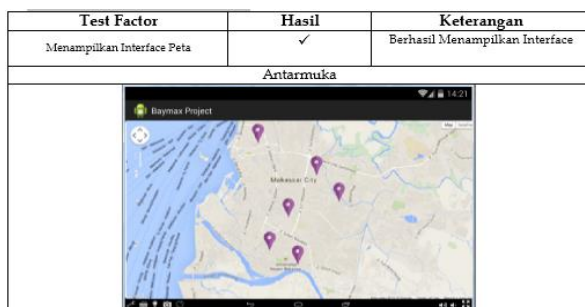 Test Factor Hasil Keterangan
Menampilkan Interface Peta ✓ Berhasil Menampilkan Interface
Antarmuka
14:21
Baymax Project
Map
Makassar City